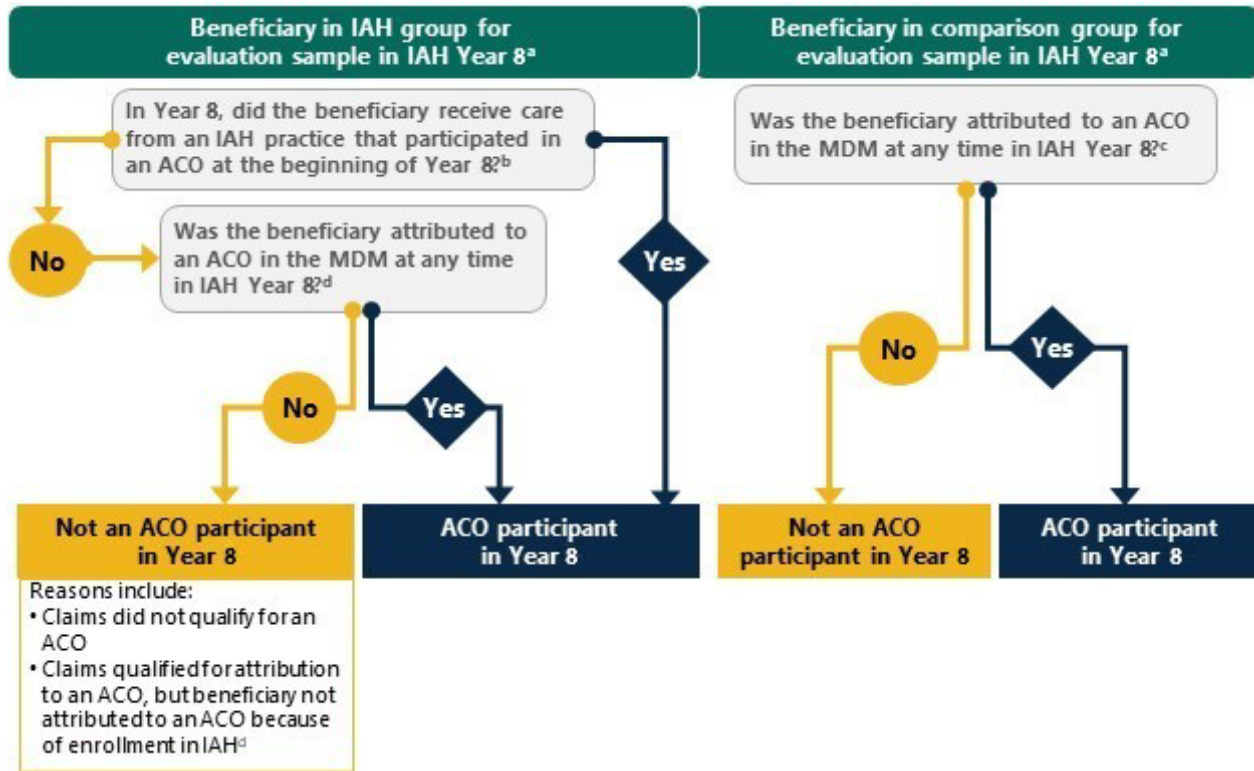 Beneficiary in IAH group for
evaluation sample in IAH Year 8ᵃ
Beneficiary in comparison group for
evaluation sample in IAH Year 8ᵃ
In Year 8, did the beneficiary receive care
from an IAH practice that participated in
an ACO at the beginning of Year 8?ᵇ
Was the beneficiary attributed to an ACO
in the MDM at any time in IAH Year 8?ᶜ
No
Was the beneficiary attributed to
an ACO in the MDM at any time
in IAH Year 8?ᵈ
Yes
No
Yes
No
Yes
Not an ACO participant
in Year 8
ACO participant
in Year 8
Not an ACO
participant in Year 8
ACO participant
in Year 8
Reasons include:
• Claims did not qualify for an
ACO
• Claims qualified for attribution
to an ACO, but beneficiary not
attributed to an ACO because
of enrollment in IAHᵈ